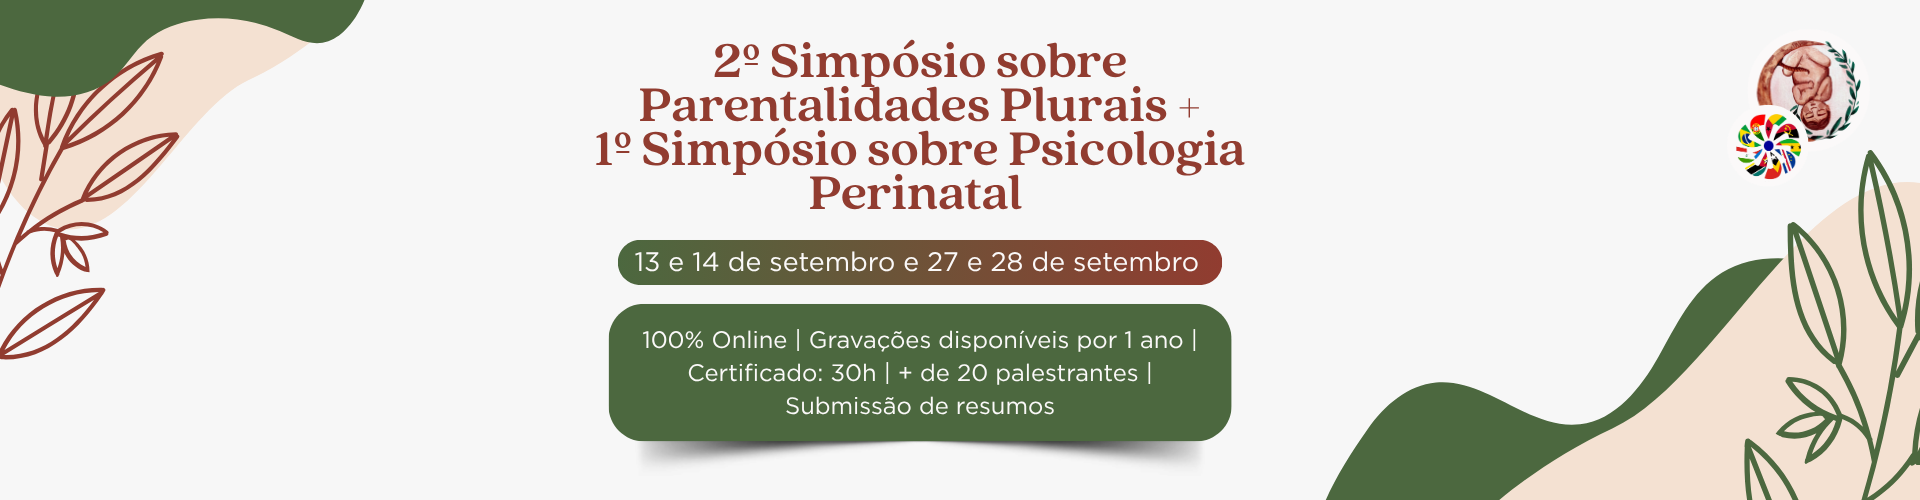 2º Simpósio sobre
Parentalidades Plurais +
1º Simpósio sobre Psicologia
Perinatal
13 e 14 de setembro e 27 e 28 de setembro
100% Online | Gravações disponíveis por 1 ano |
Certificado: 30h | + de 20 palestrantes |
Submissão de resumos